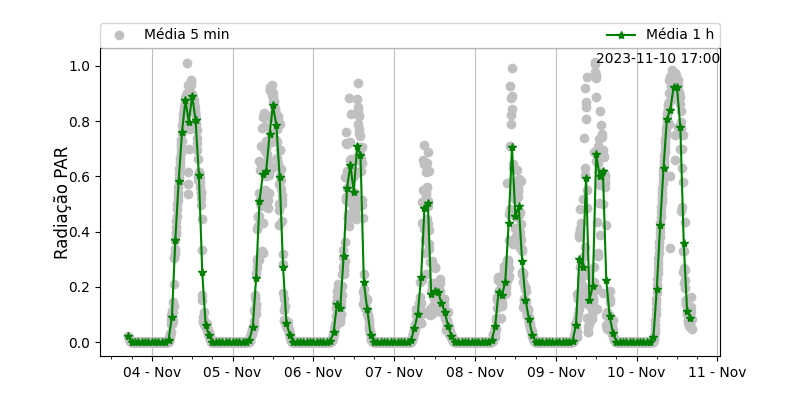 Média 5 min
Média 1 h
2023-11-10 17:00
1.0
0.8
0.6
0.4
0.2
0.0
Radiação PAR
04 - Nov
05 - Nov
06 - Nov
07 - Nov
08 - Nov
09 - Nov
10 - Nov
11 - Nov